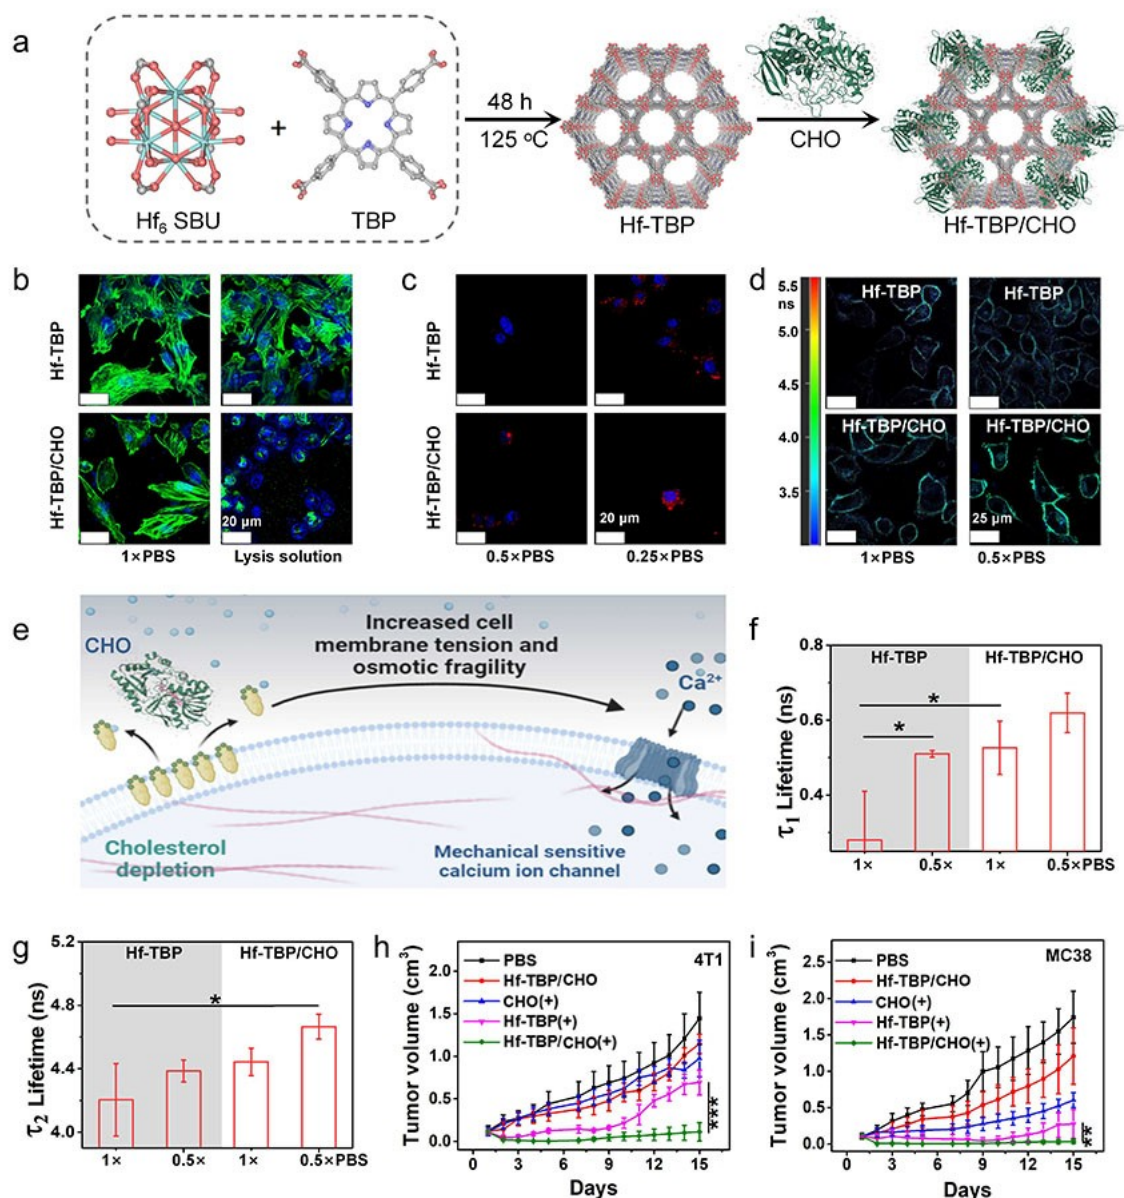 a
48 h
125 °C
CHO
Hf₆ SBU
+
TBP
Hf-TBP
Hf-TBP/CHO
b
Hf-TBP
Hf-TBP/CHO
20 μm
1×PBS
Lysis solution
c
Hf-TBP
Hf-TBP/CHO
20 μm
0.5×PBS
0.25×PBS
d
5.5
ns
5.0
4.5
4.0
3.5
Hf-TBP
Hf-TBP
Hf-TBP/CHO
Hf-TBP/CHO
25 μm
1×PBS
0.5×PBS
e
CHO
Increased cell
membrane tension and
osmotic fragility
Ca²⁺
Cholesterol
depletion
Mechanical sensitive
calcium ion channel
f
τ₁ Lifetime (ns)
0.8
0.6
0.4
Hf-TBP
Hf-TBP/CHO
*
*
1×
0.5×
1×
0.5×PBS
g
τ₂ Lifetime (ns)
5.2
4.8
4.4
4.0
Hf-TBP
Hf-TBP/CHO
*
1×
0.5×
1×
0.5×PBS
h
Tumor volume (cm³)
2.0
1.5
1.0
0.5
0.0
PBS
Hf-TBP/CHO
CHO(+)
Hf-TBP(+)
Hf-TBP/CHO(+)
4T1
***
0 3 6 9 12 15
Days
i
Tumor volume (cm³)
2.5
2.0
1.5
1.0
0.5
0.0
PBS
Hf-TBP/CHO
CHO(+)
Hf-TBP(+)
Hf-TBP/CHO(+)
MC38
**
0 3 6 9 12 15
Days